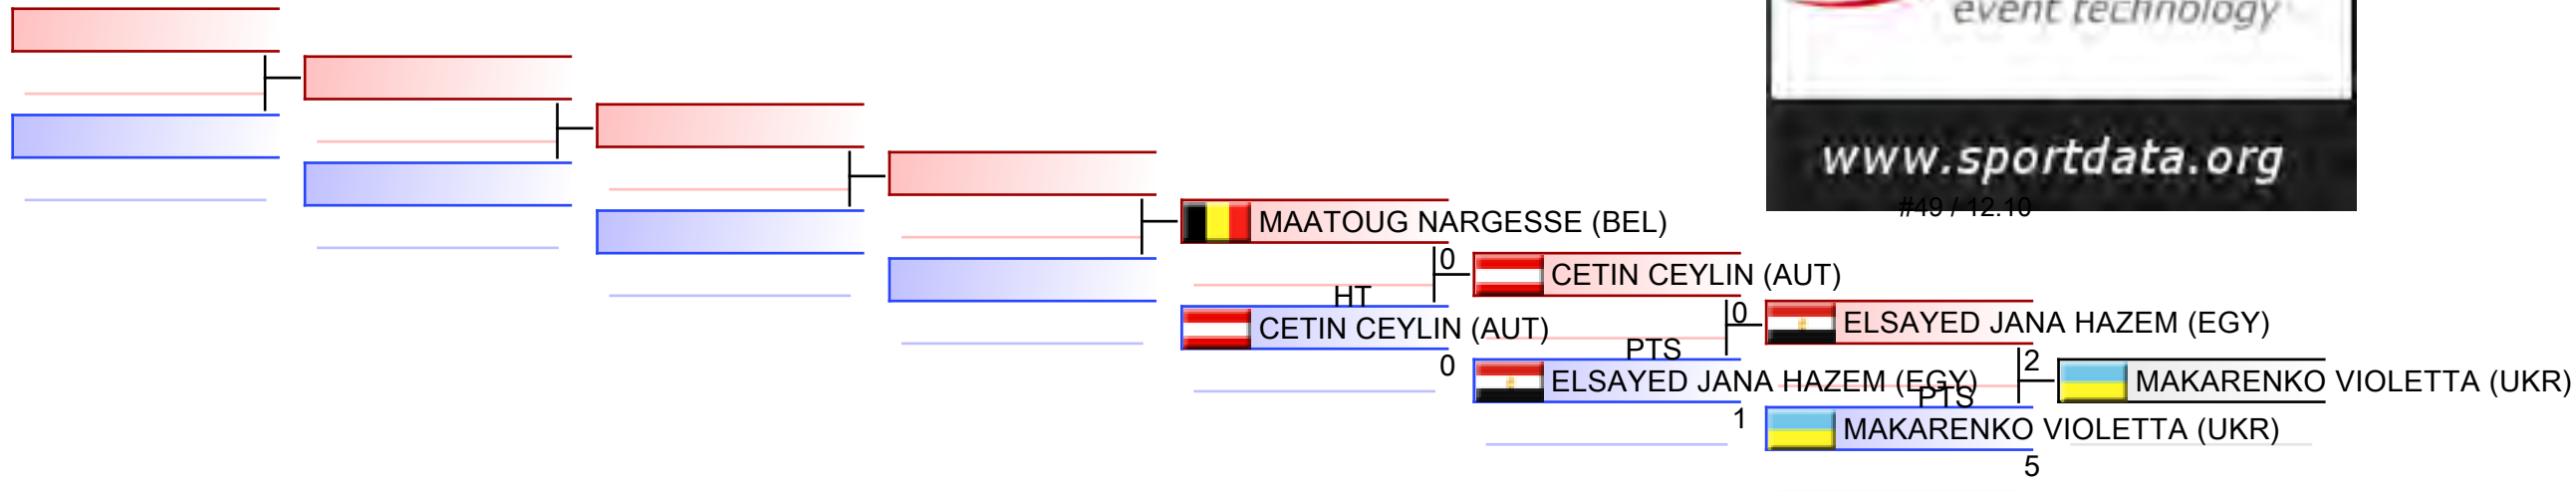 event technology
www.sportdata.org
#49 / 12.10
MAATOUG NARGESSE (BEL)
0
CETIN CEYLIN (AUT)
HT
CETIN CEYLIN (AUT)
0
0
ELSAYED JANA HAZEM (EGY)
PTS
ELSAYED JANA HAZEM (EGY)
1
2
MAKARENKO VIOLETTA (UKR)
PTS
MAKARENKO VIOLETTA (UKR)
5